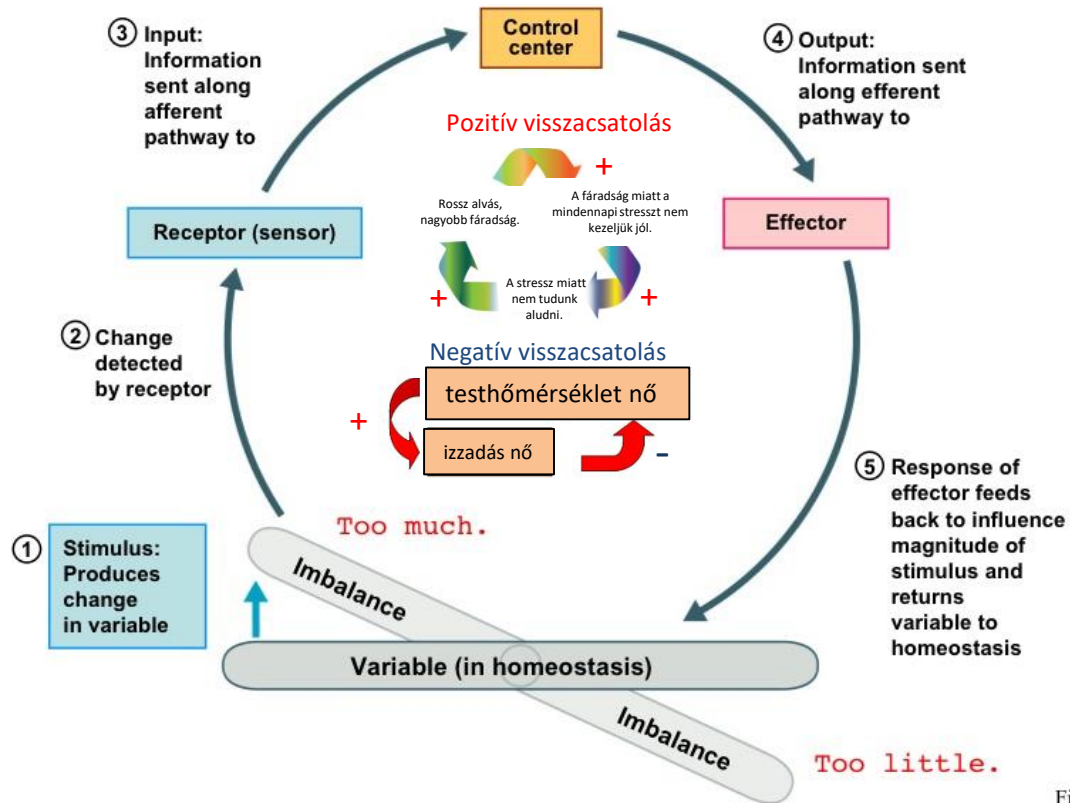 Control
center
③ Input:
Information
sent along
afferent
pathway to
④ Output:
Information sent
along efferent
pathway to
Pozitív visszacsatolás
+
Rossz alvás,
nagyobb fáradság.
A fáradság miatt a
mindennapi stresszt nem
kezeljük jól.
Receptor (sensor)
Effector
A stressz miatt
nem tudunk
aludni.
+
+
② Change
detected
by receptor
Negatív visszacsatolás
testhőmérséklet nő
+
izzadás nő
-
⑤ Response of
effector feeds
back to influence
magnitude of
stimulus and
returns
variable to
homeostasis
Too much.
① Stimulus:
Produces
change
in variable
Imbalance
Variable (in homeostasis)
Imbalance
Too little.
Fi